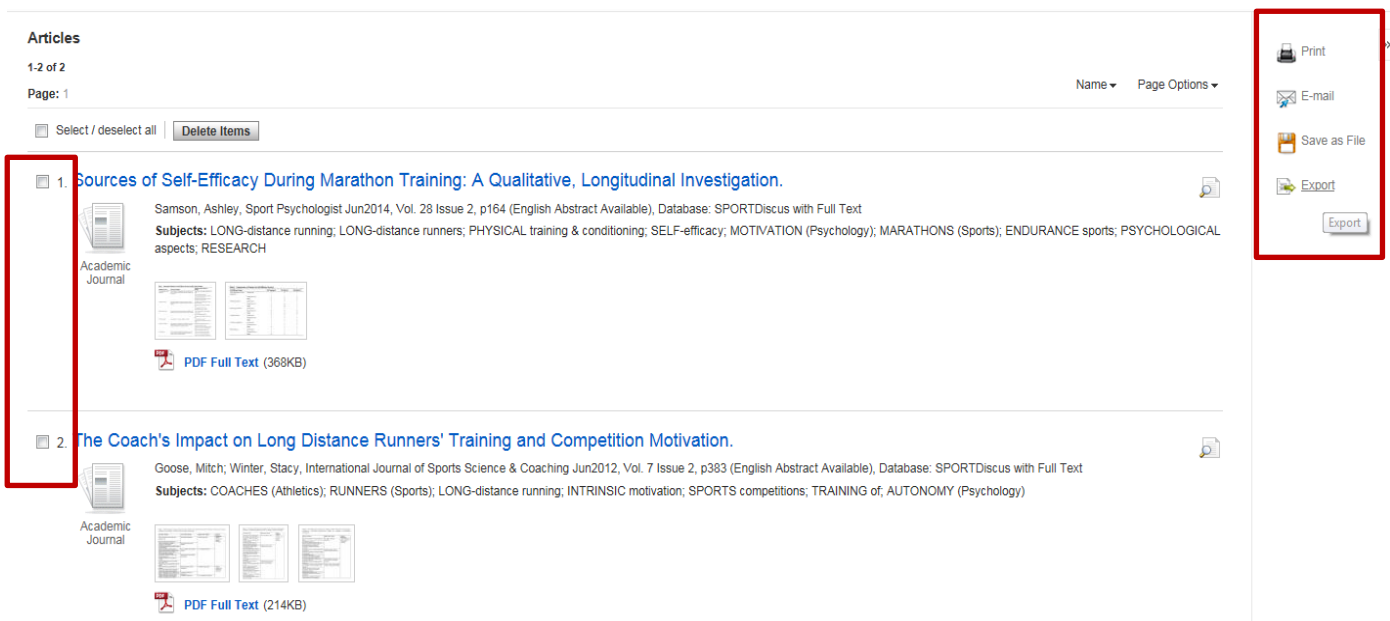 Articles
1-2 of 2
Page: 1
Name Page Options
Select / deselect all Delete Items
1. Sources of Self-Efficacy During Marathon Training: A Qualitative, Longitudinal Investigation.
Samson, Ashley, Sport Psychologist Jun2014, Vol. 28 Issue 2, p164 (English Abstract Available), Database: SPORTDiscus with Full Text
Subjects: LONG-distance running; LONG-distance runners; PHYSICAL training & conditioning; SELF-efficacy; MOTIVATION (Psychology); MARATHONS (Sports); ENDURANCE sports; PSYCHOLOGICAL
aspects; RESEARCH
Academic
Journal
PDF Full Text (368KB)
2. The Coach's Impact on Long Distance Runners' Training and Competition Motivation.
Goose, Mitch; Winter, Stacy, International Journal of Sports Science & Coaching Jun2012, Vol. 7 Issue 2, p383 (English Abstract Available), Database: SPORTDiscus with Full Text
Subjects: COACHES (Athletics); RUNNERS (Sports); LONG-distance running; INTRINSIC motivation; SPORTS competitions; TRAINING of; AUTONOMY (Psychology)
Academic
Journal
PDF Full Text (214KB)
Print
»
E-mail
Save as File
Export
Export